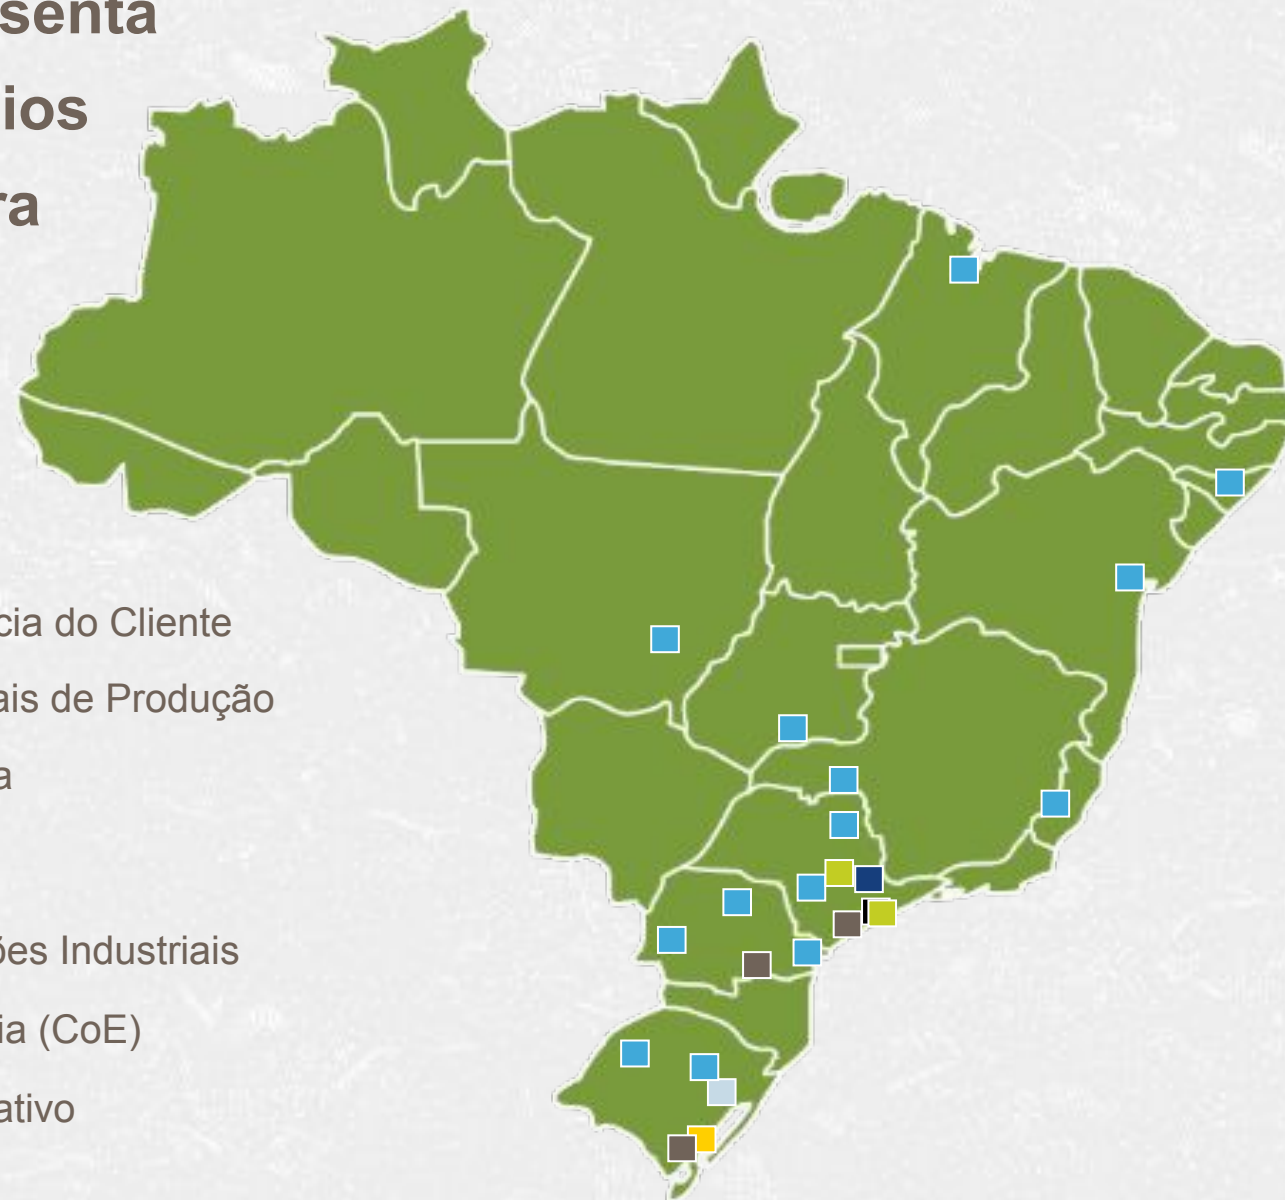 senta
ios
ra
cia do Cliente
ais de Produção
a
ões Industriais
ia (CoE)
ativo